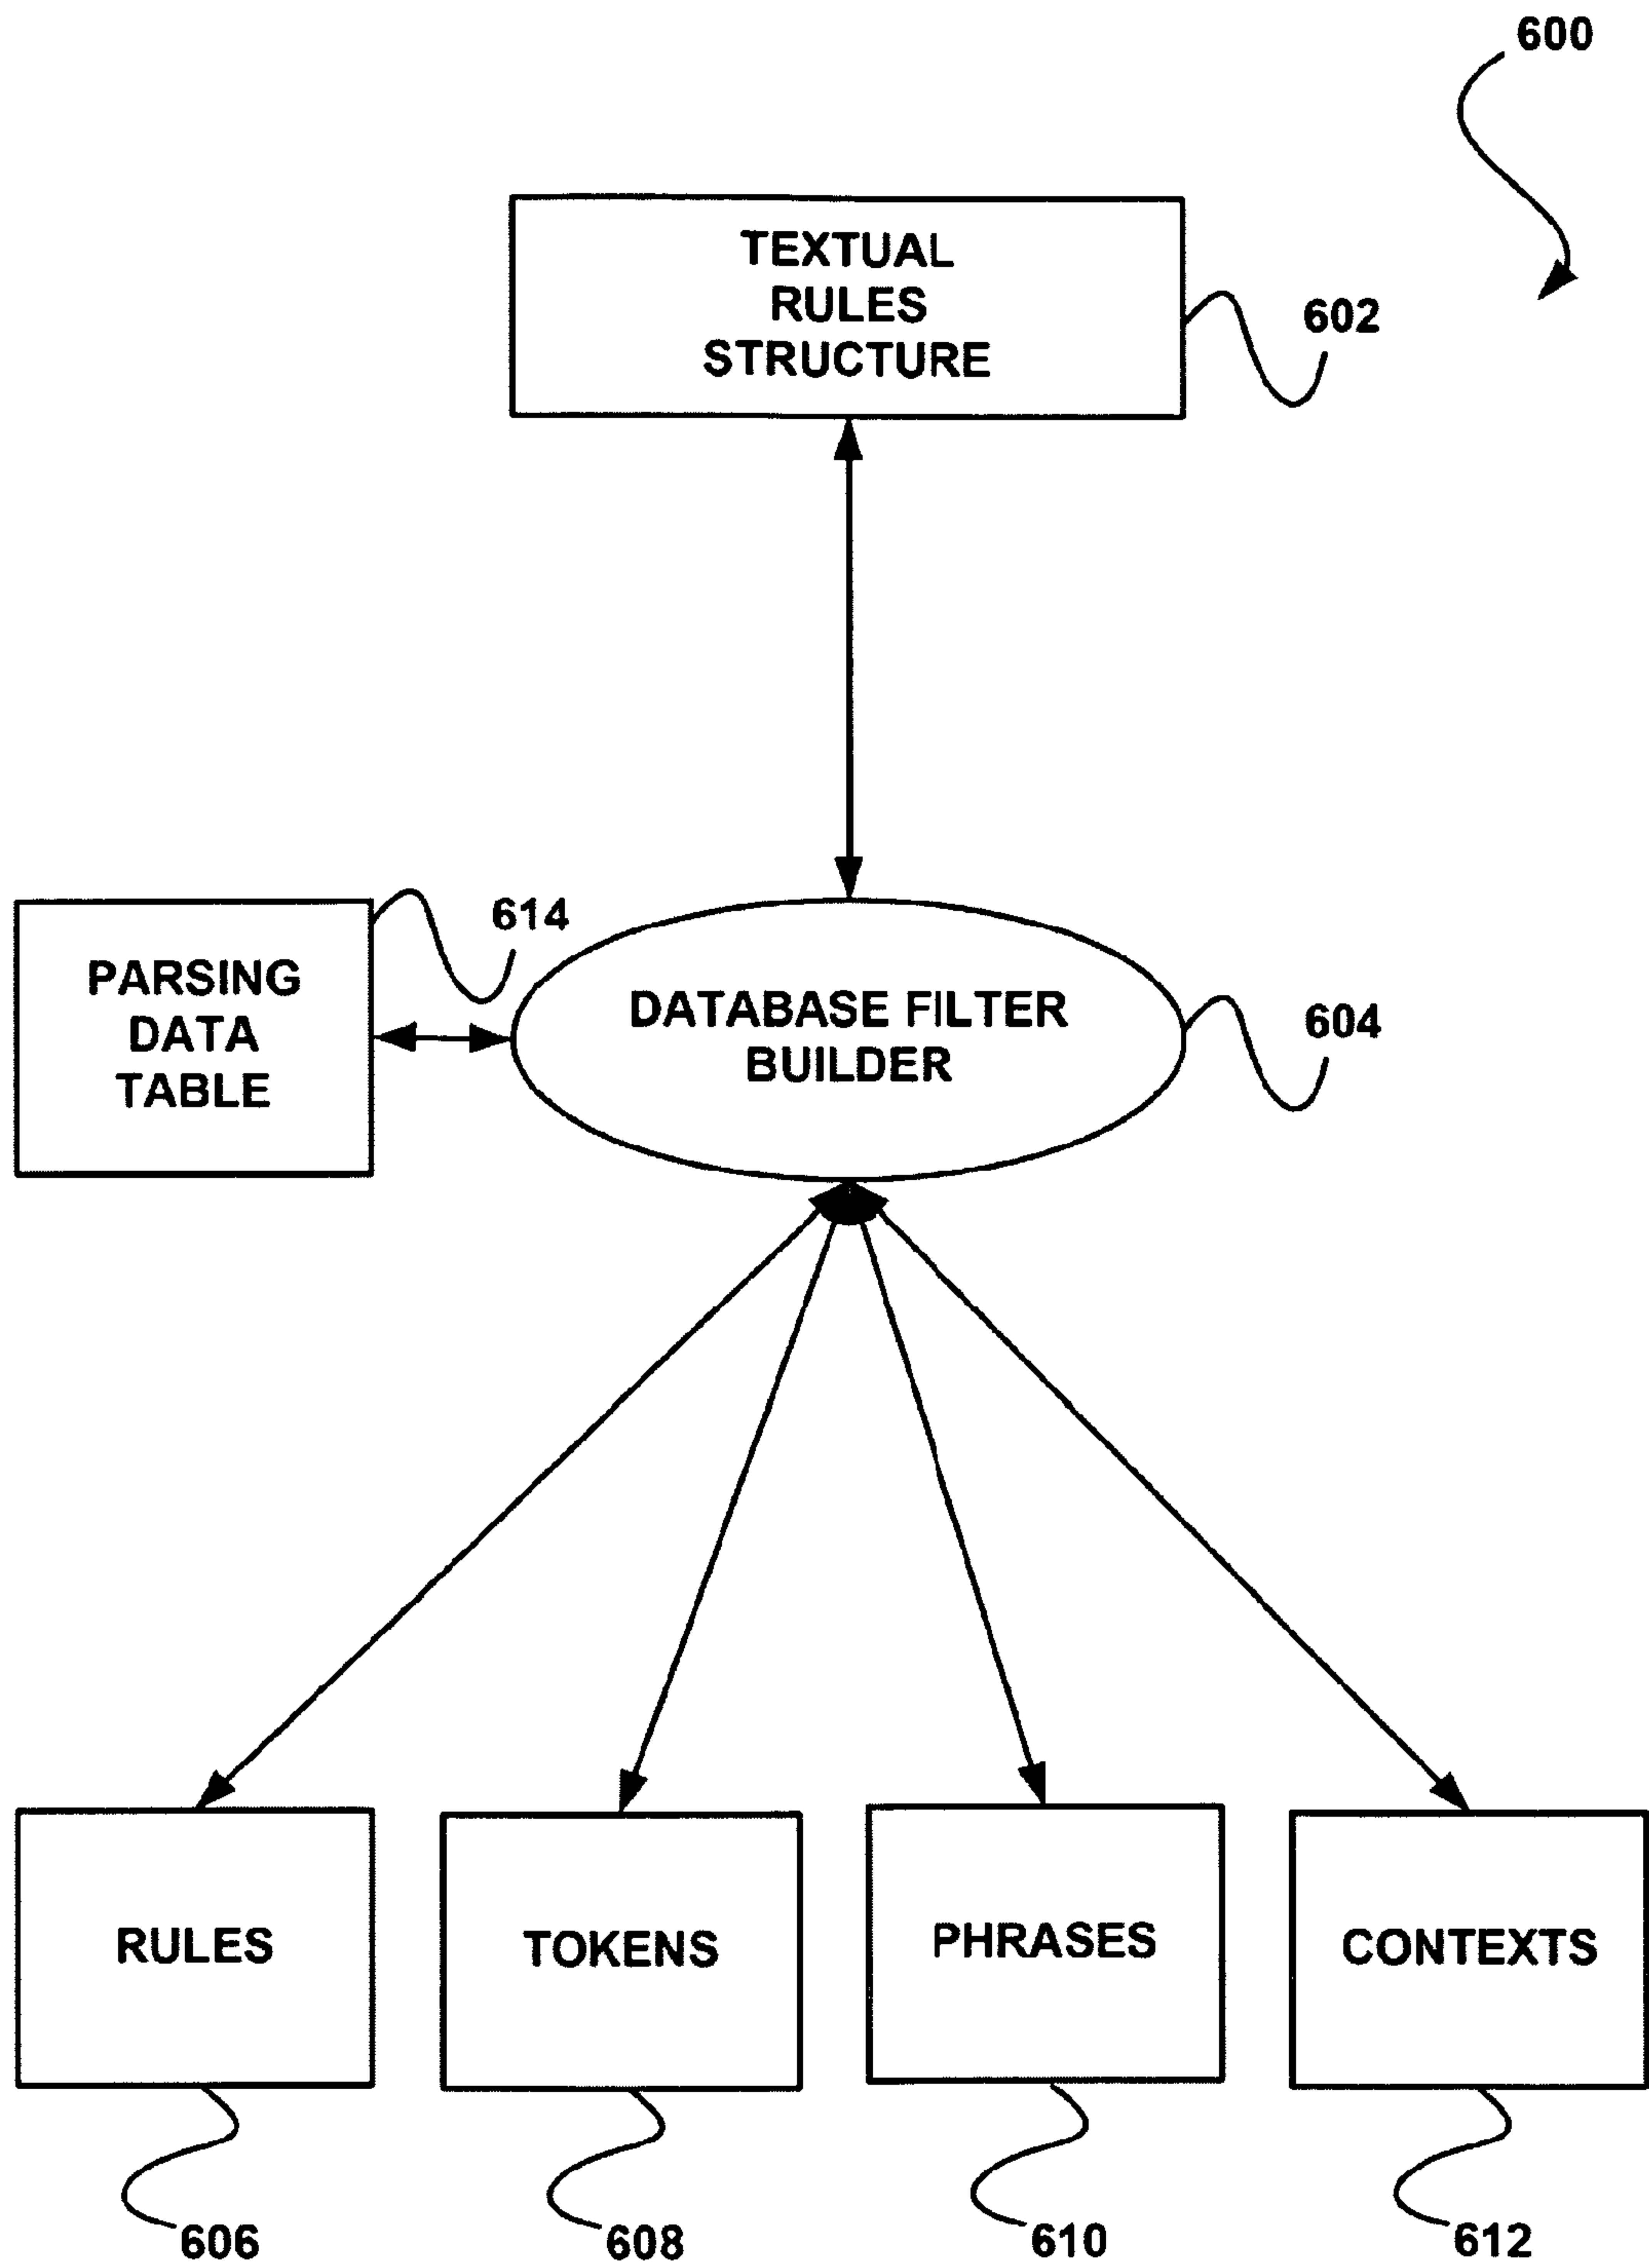 600
TEXTUAL
RULES
STRUCTURE
602
614
PARSING
DATA
TABLE
DATABASE FILTER
BUILDER
604
RULES
TOKENS
PHRASES
CONTEXTS
606
608
610
612